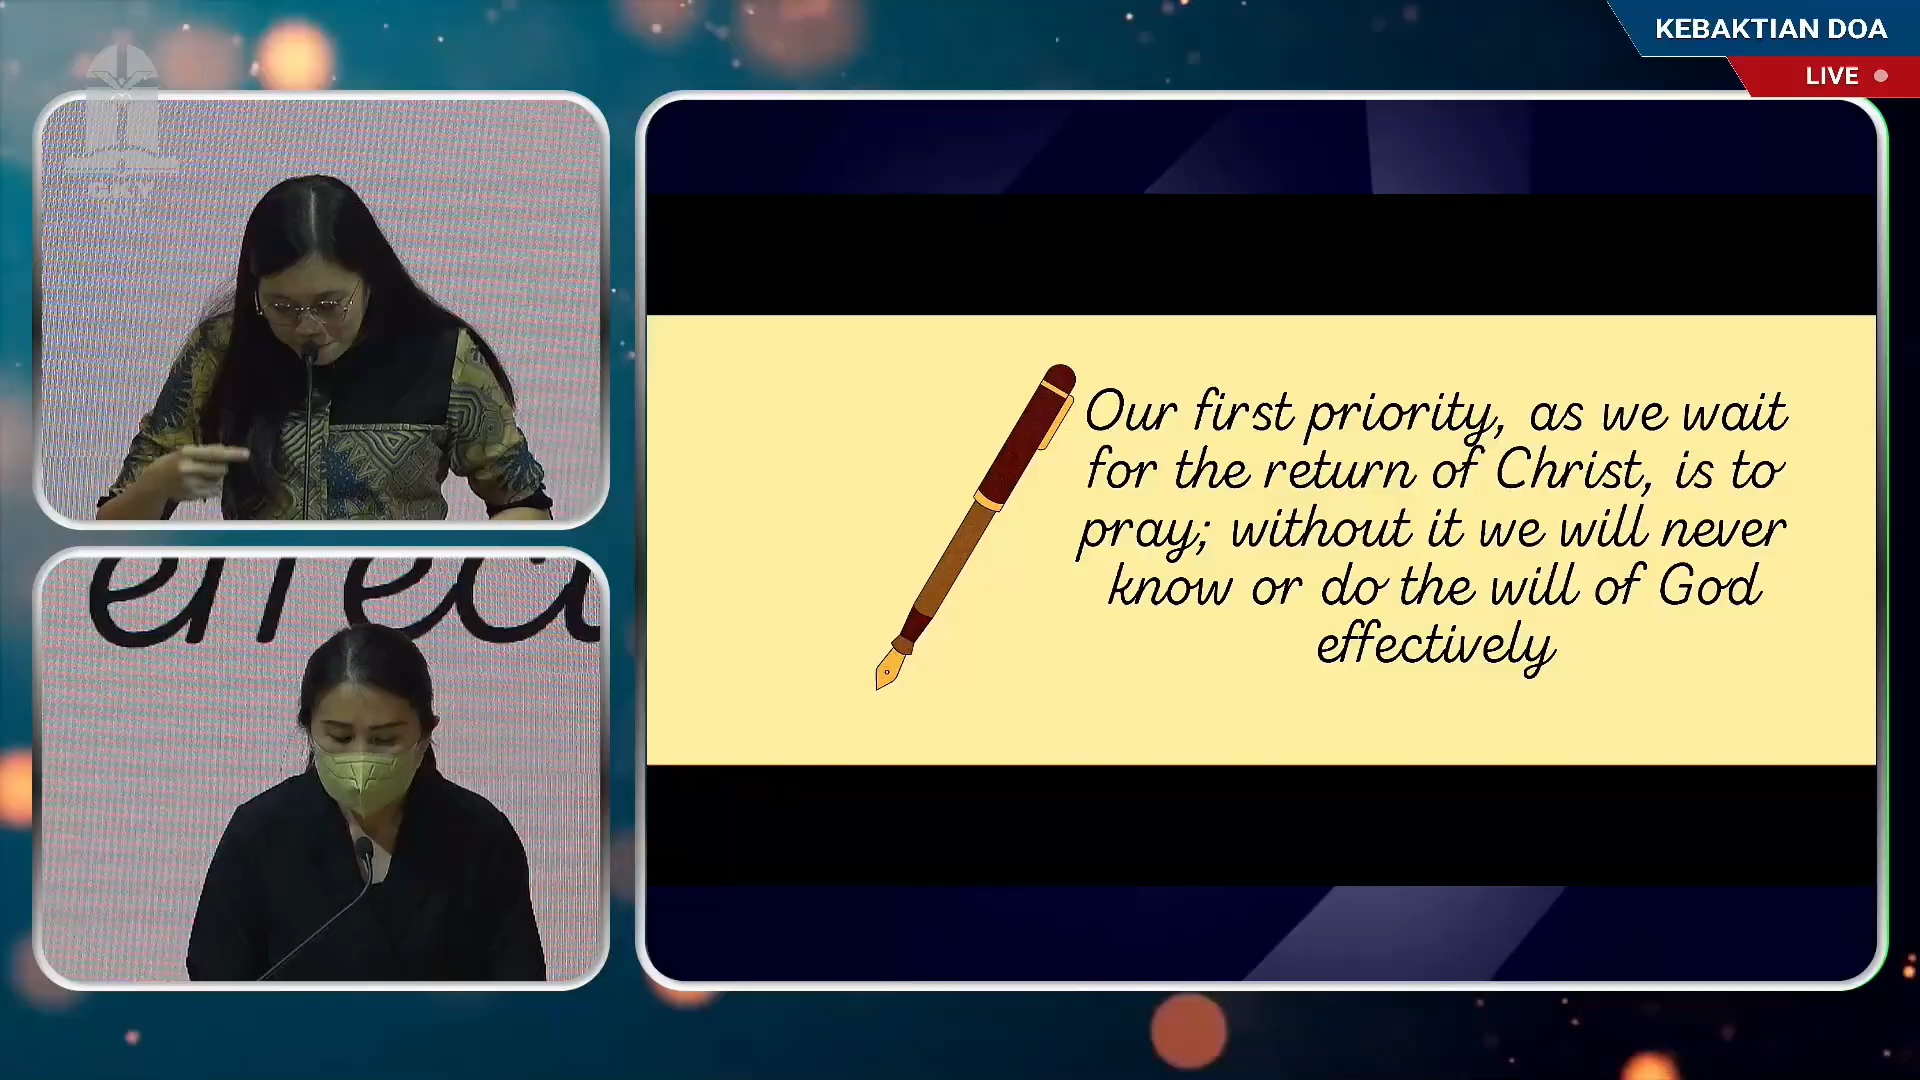 KEBAKTIAN DOA
LIVE
Our first priority, as we wait
for the return of Christ, is to
pray; without it we will never
know or do the will of God
effectively